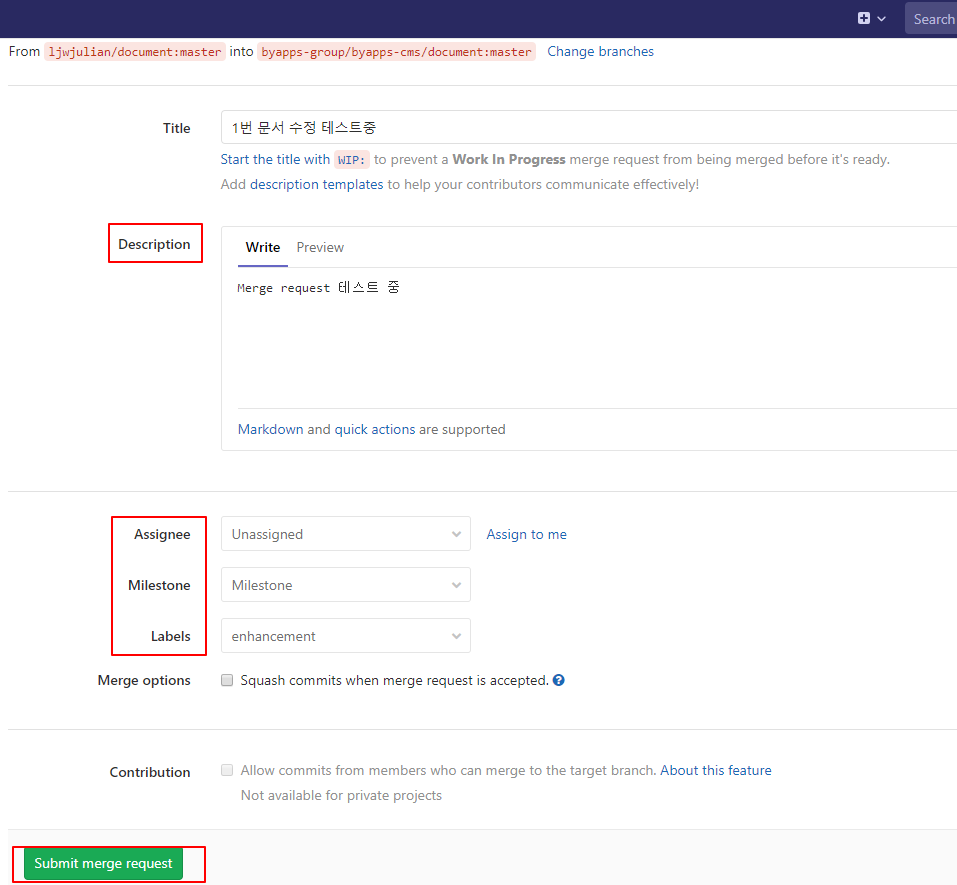 Search
From ljwjulian/document:master into byapps-group/byapps-cms/document:master Change branches
Title 1번 문서 수정 테스트중
Start the title with WIP: to prevent a Work In Progress merge request from being merged before it's ready.
Add description templates to help your contributors communicate effectively!
Description Write Preview
Merge request 테스트 중
Markdown and quick actions are supported
Assignee Unassigned Assign to me
Milestone Milestone
Labels enhancement
Merge options Squash commits when merge request is accepted. ?
Contribution Allow commits from members who can merge to the target branch. About this feature
Not available for private projects
Submit merge request